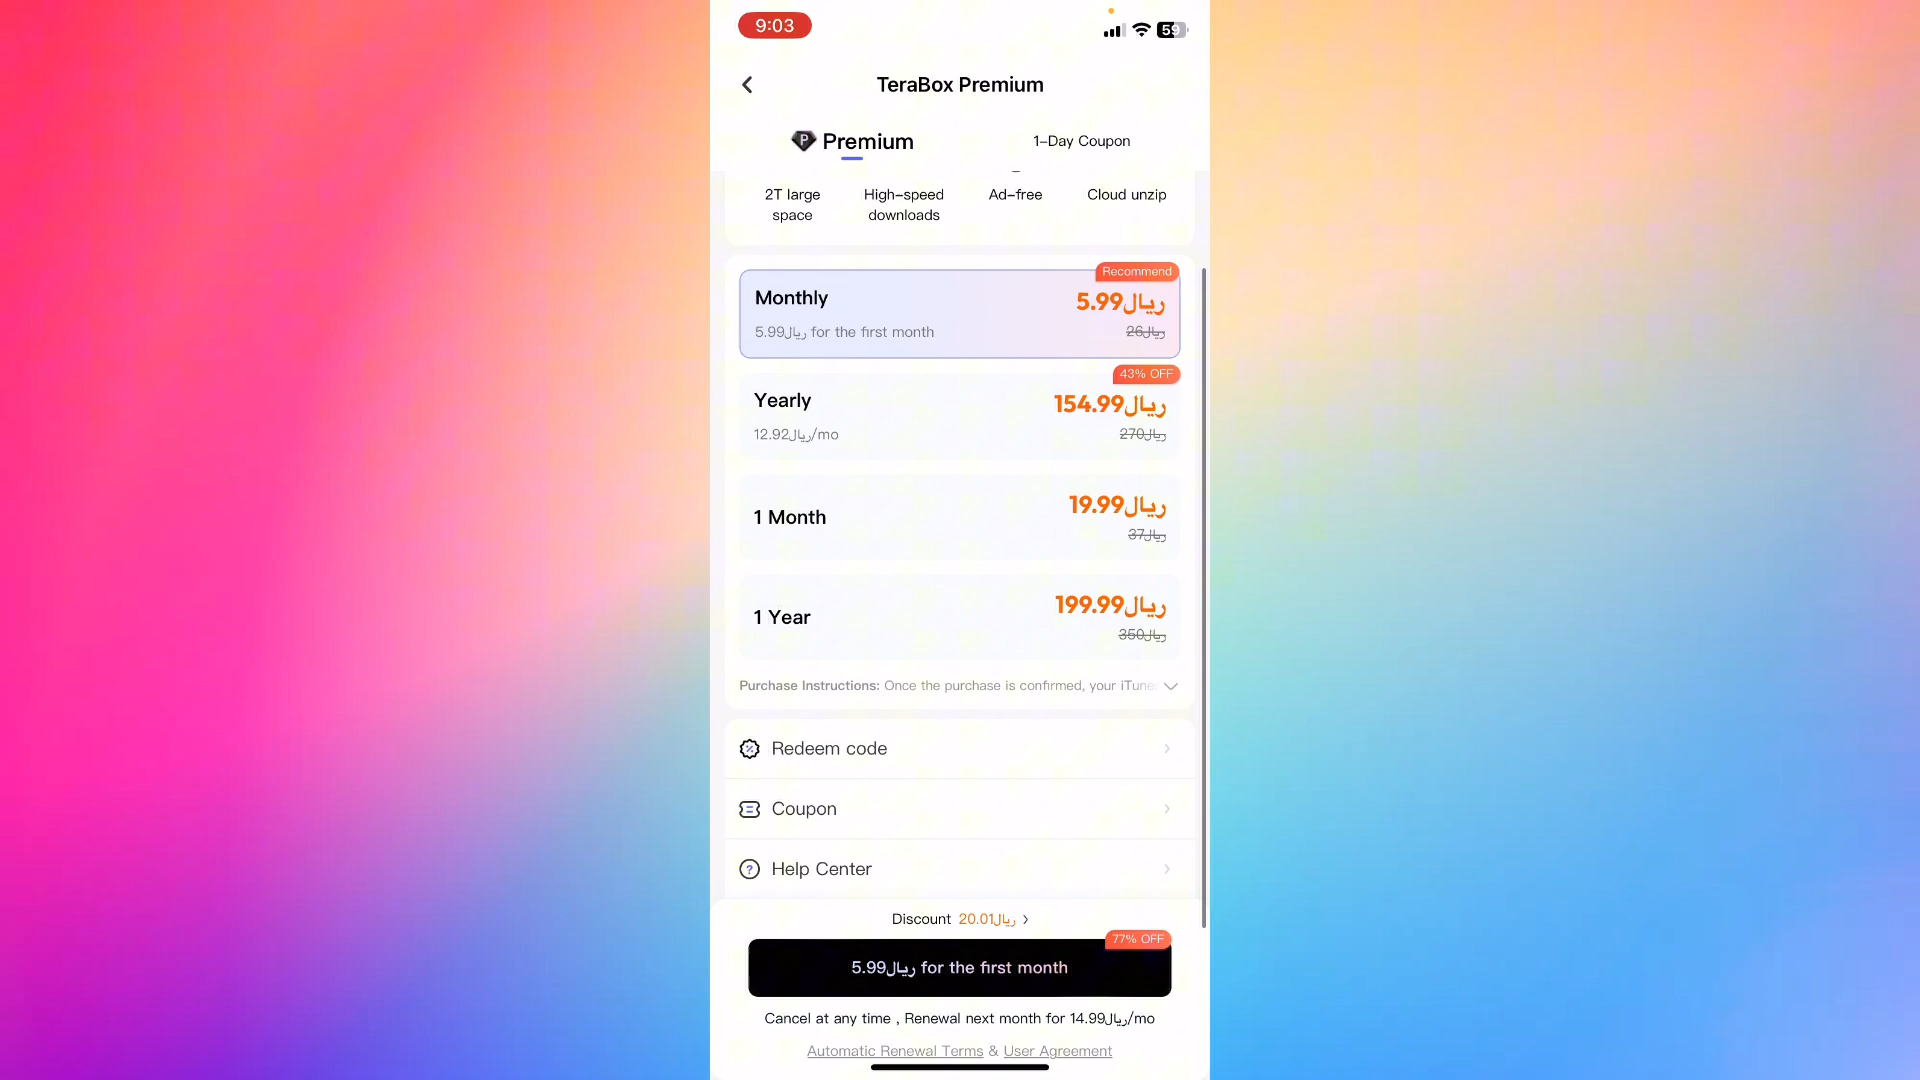 9:03
59
TeraBox Premium
P Premium
1-Day Coupon
2T large space
High-speed downloads
Ad-free
Cloud unzip
Recommend
Monthly
5.99ريال
5.99ريال for the first month
26ريال
43% OFF
Yearly
154.99ريال
12.92ريال/mo
270ريال
1 Month
19.99ريال
37ريال
1 Year
199.99ريال
350ريال
Purchase Instructions: Once the purchase is confirmed, your iTune
Redeem code
Coupon
Help Center
Discount 20.01ريال
77% OFF
5.99ريال for the first month
Cancel at any time , Renewal next month for 14.99ريال/mo
Automatic Renewal Terms & User Agreement